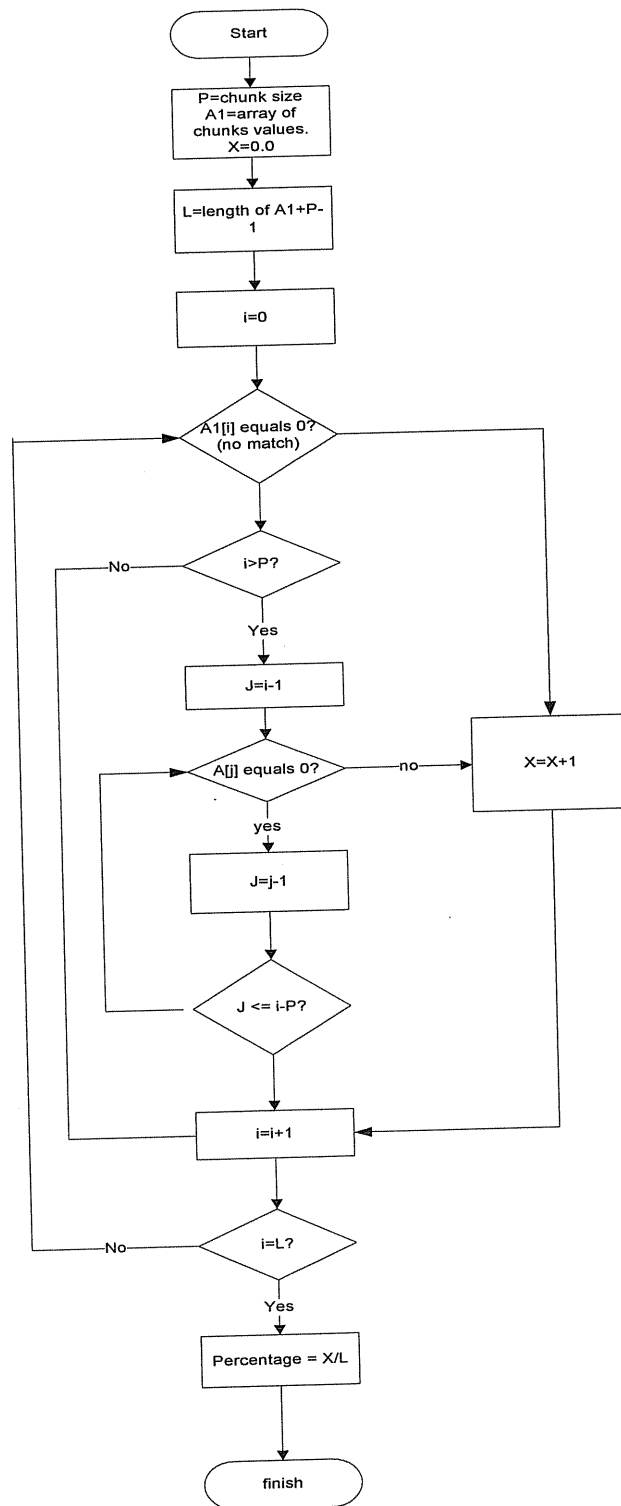 Start
P=chunk size
A1=array of
chunks values.
X=0.0
L=length of A1+P-
1
i=0
A1[i] equals 0?
(no match)
No
i>P?
Yes
J=i-1
A[j] equals 0?
no
X=X+1
yes
J=j-1
J <= i-P?
i=i+1
No
i=L?
Yes
Percentage = X/L
finish